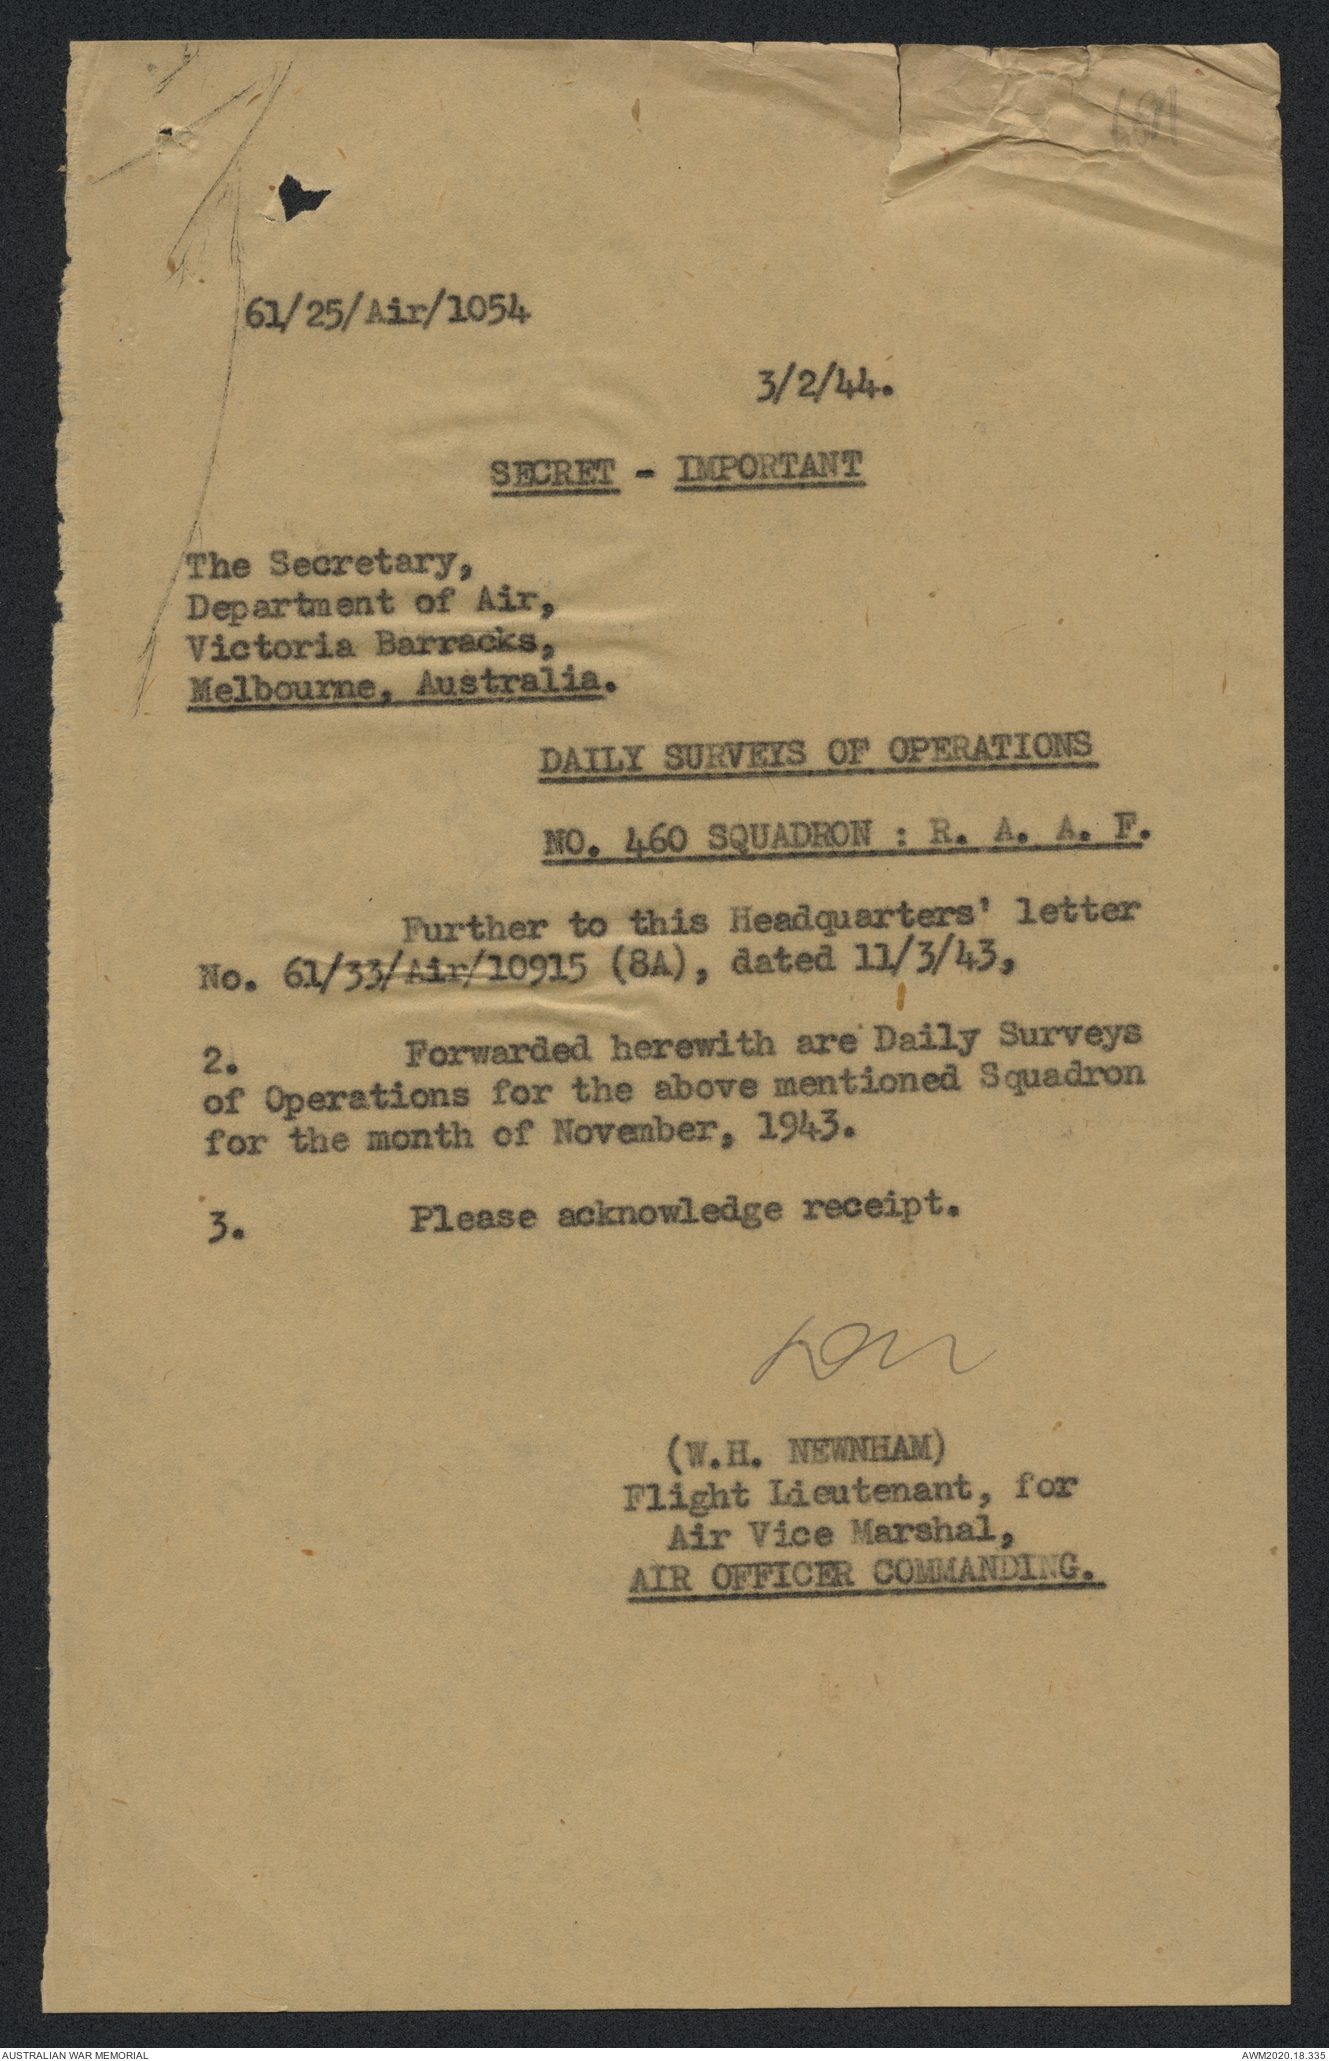 61/25/Air/1054
3/2/44.
SECRET - IMPORTANT
The Secretary,
Department of Air,
Victoria Barracks,
Melbourne, Australia.
DAILY SURVEYS OF OPERATIONS
NO. 460 SQUADRON : R. A. A. F.
Further to this Headquarters' letter
No. 61/33/Air/10915 (8A), dated 11/3/43,
2. Forwarded herewith are Daily Surveys
of Operations for the above mentioned Squadron
for the month of November, 1943.
3. Please acknowledge receipt.
(W.H. NEWNHAM)
Flight Lieutenant, for
Air Vice Marshal,
AIR OFFICER COMMANDING.
AUSTRALIAN WAR MEMORIAL
AWM2020.18.335